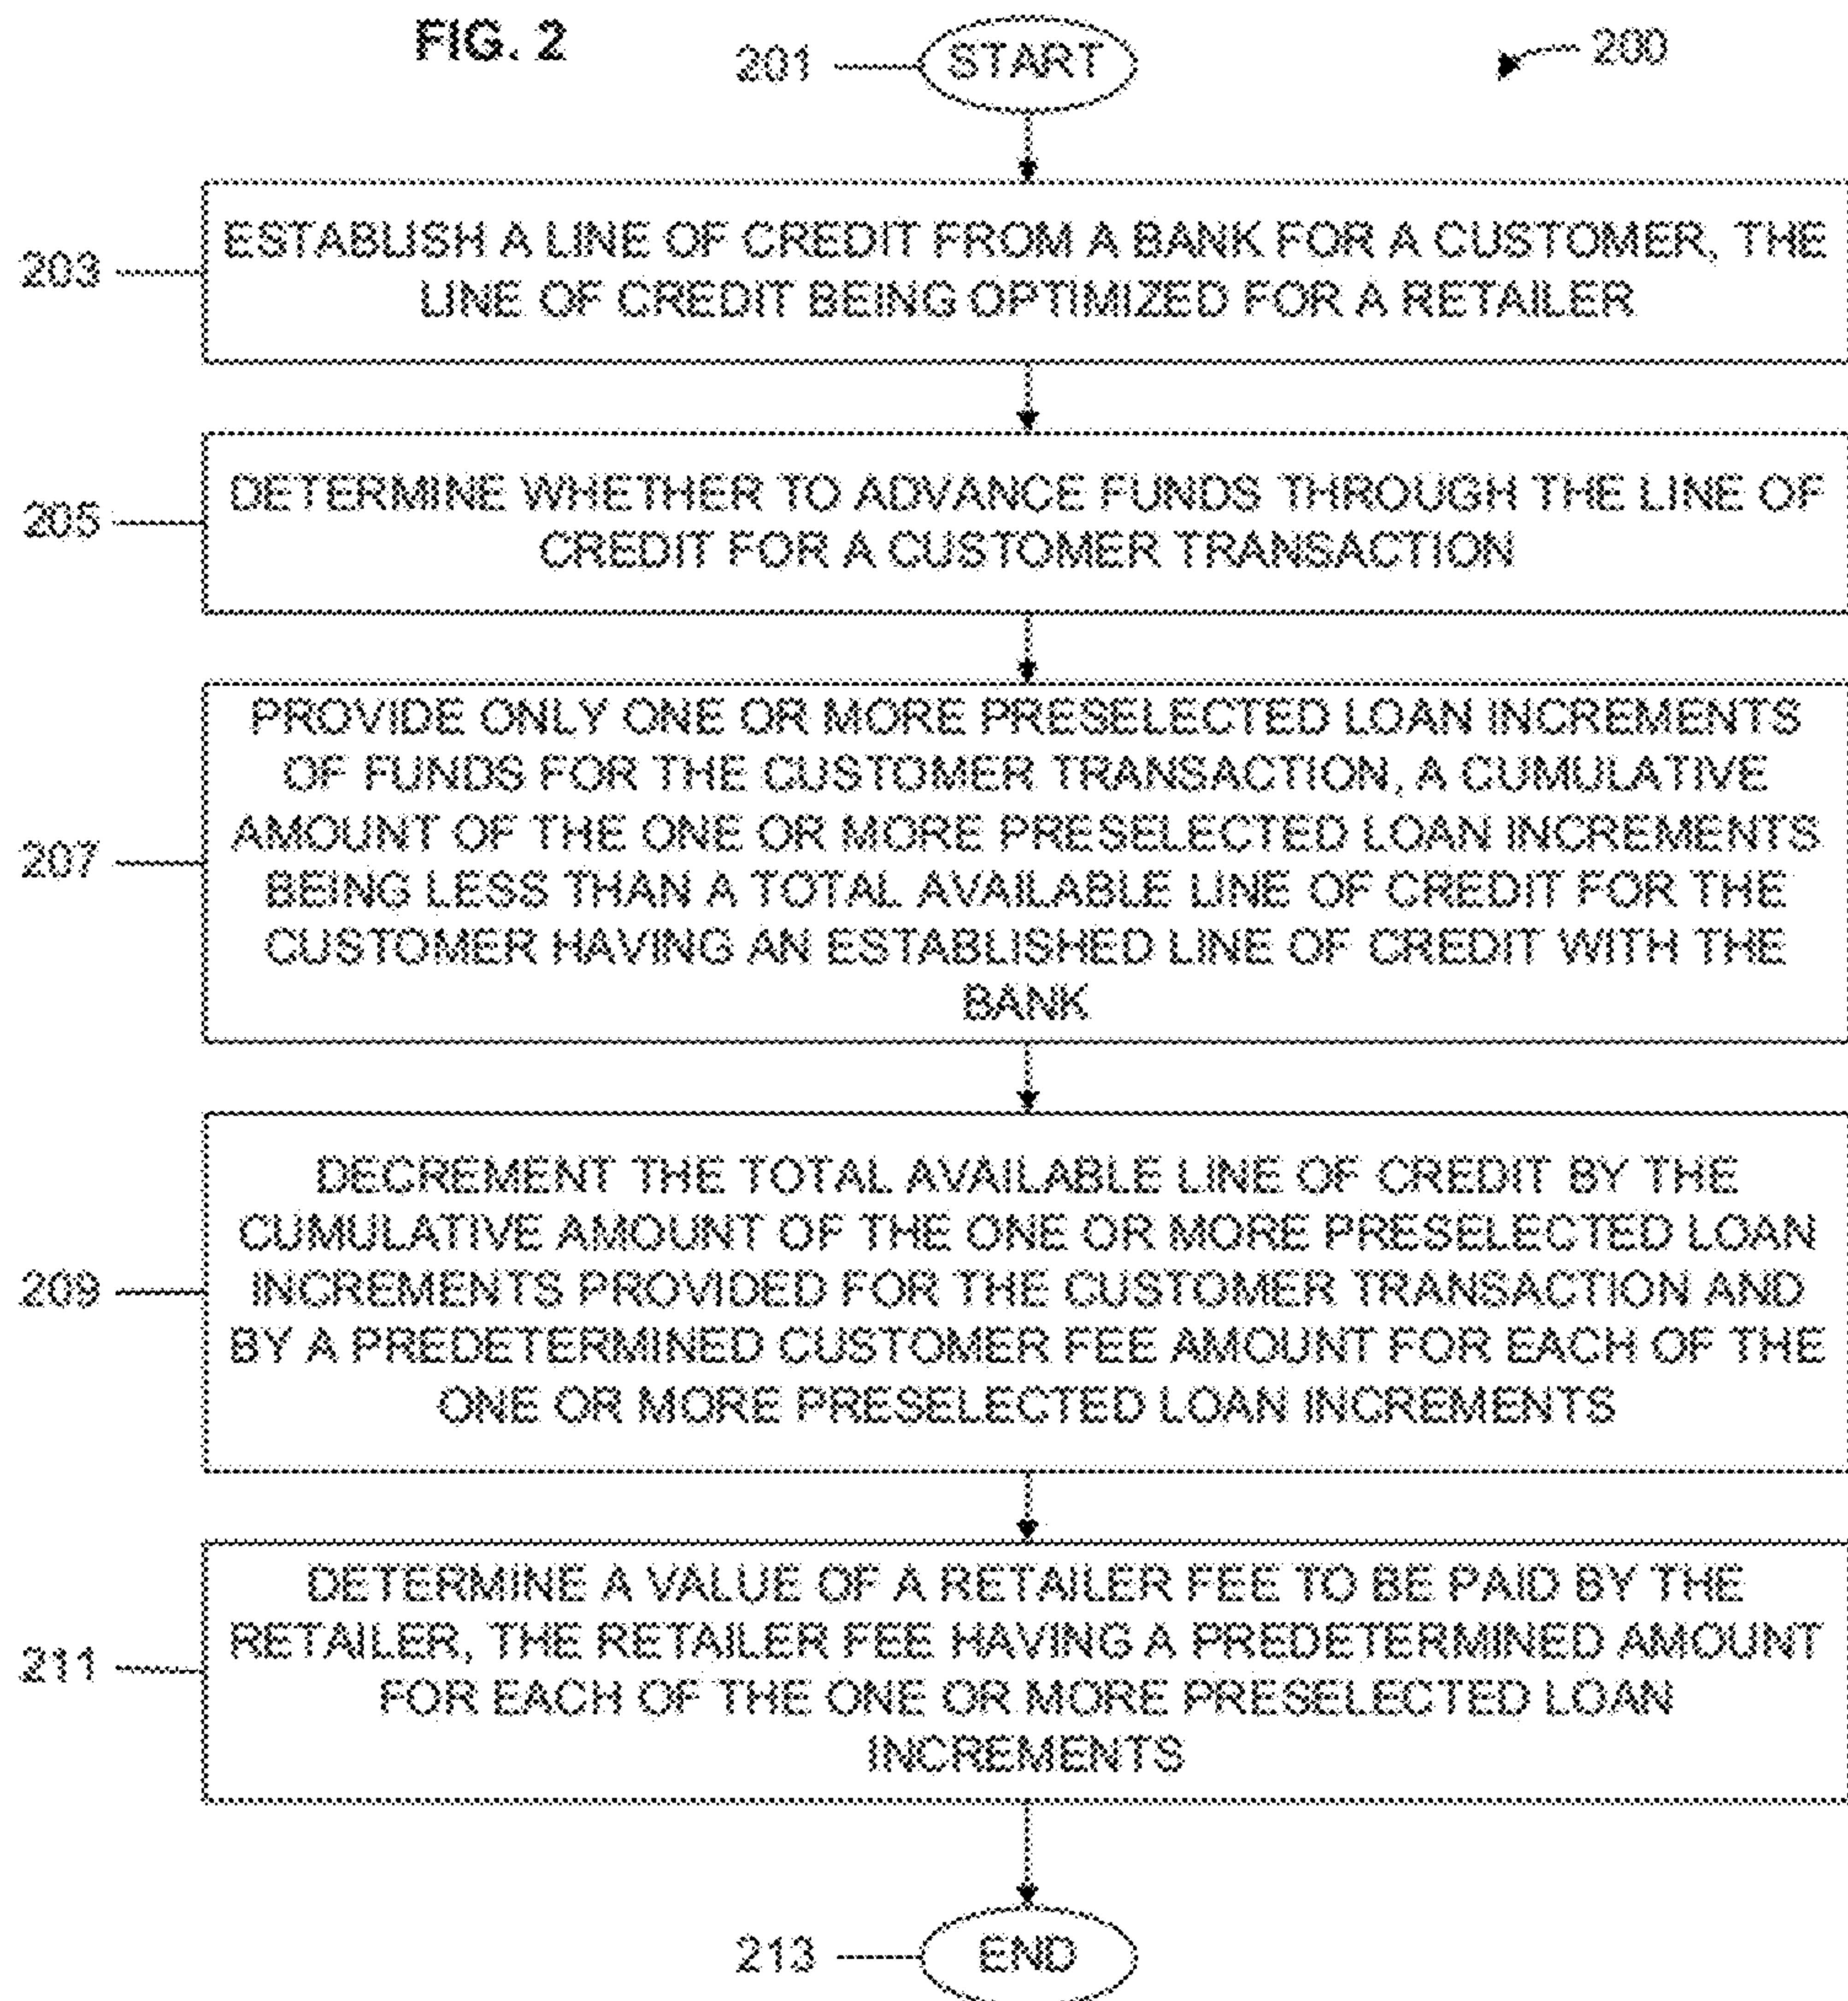 FIG. 2
201
START
200
203
ESTABLISH A LINE OF CREDIT FROM A BANK FOR A CUSTOMER, THE
LINE OF CREDIT BEING OPTIMIZED FOR A RETAILER
205
DETERMINE WHETHER TO ADVANCE FUNDS THROUGH THE LINE OF
CREDIT FOR A CUSTOMER TRANSACTION
207
PROVIDE ONLY ONE OR MORE PRESELECTED LOAN INCREMENTS
OF FUNDS FOR THE CUSTOMER TRANSACTION, A CUMULATIVE
AMOUNT OF THE ONE OR MORE PRESELECTED LOAN INCREMENTS
BEING LESS THAN A TOTAL AVAILABLE LINE OF CREDIT FOR THE
CUSTOMER HAVING AN ESTABLISHED LINE OF CREDIT WITH THE
BANK
209
DECREMENT THE TOTAL AVAILABLE LINE OF CREDIT BY THE
CUMULATIVE AMOUNT OF THE ONE OR MORE PRESELECTED LOAN
INCREMENTS PROVIDED FOR THE CUSTOMER TRANSACTION AND
BY A PREDETERMINED CUSTOMER FEE AMOUNT FOR EACH OF THE
ONE OR MORE PRESELECTED LOAN INCREMENTS
211
DETERMINE A VALUE OF A RETAILER FEE TO BE PAID BY THE
RETAILER, THE RETAILER FEE HAVING A PREDETERMINED AMOUNT
FOR EACH OF THE ONE OR MORE PRESELECTED LOAN
INCREMENTS
213
END